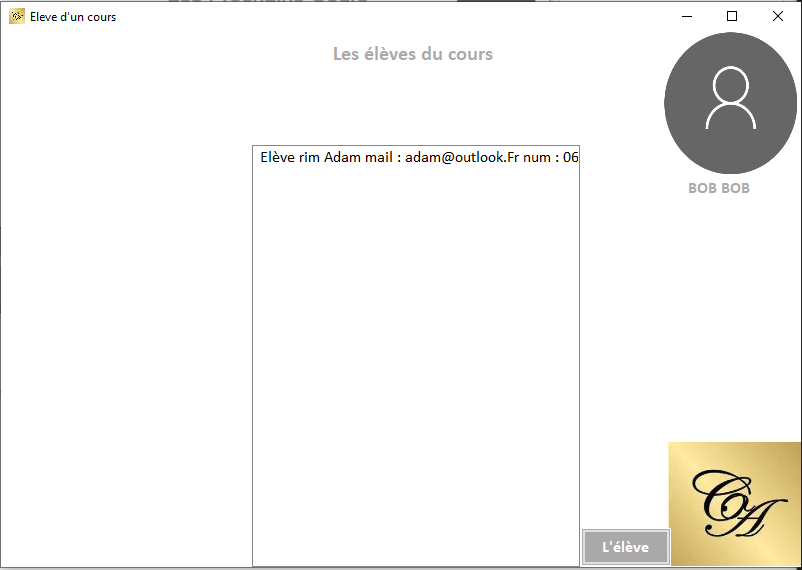 Eleve d'un cours
Les élèves du cours
BOB BOB
Elève rim Adam mail : adam@outlook.Fr num : 06
L'élève
CA